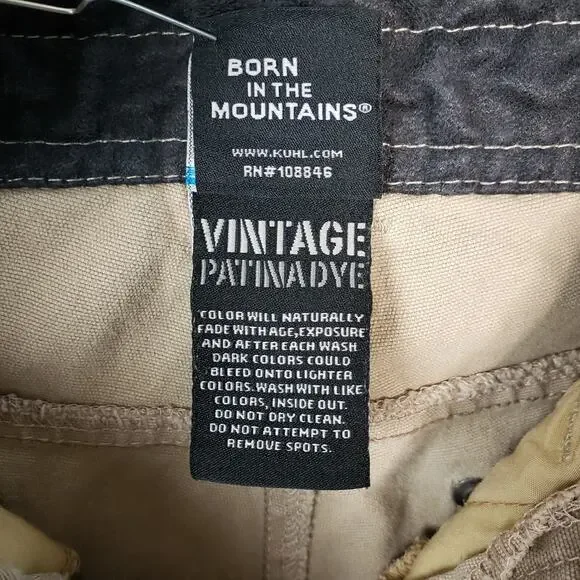 BORN
IN THE
MOUNTAINS®
WWW.KUHL.COM
RN#108846
VINTAGE
PATINADYE
COLOR WILL NATURALLY
FADE WITH AGE, EXPOSURE
AND AFTER EACH WASH
DARK COLORS COULD
BLEED ONTO LIGHTER
COLORS. WASH WITH LIKE
COLORS, INSIDE OUT.
DO NOT DRY CLEAN.
DO NOT ATTEMPT TO
REMOVE SPOTS.